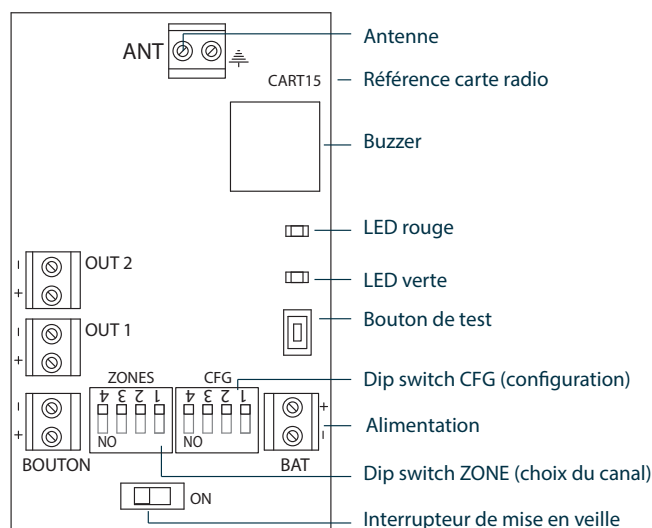 ANT
Antenne
CART15
Référence carte radio
Buzzer
LED rouge
- OUT 2
+
LED verte
Bouton de test
- OUT 1
+
ZONES
CFG
Dip switch CFG (configuration)
4 3 2 1
4 3 2 1
-
+
+
-
Alimentation
NO
NO
BOUTON
BAT
Dip switch ZONE (choix du canal)
ON
Interrupteur de mise en veille